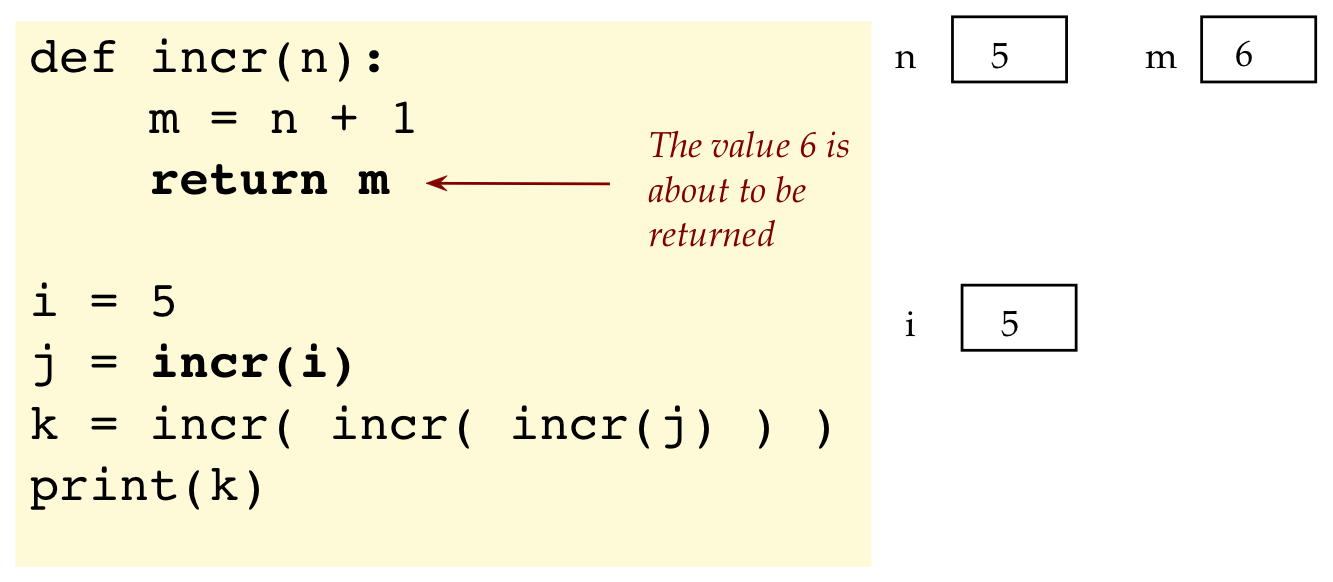 def incr(n):
    m = n + 1
    return m
The value 6 is
about to be
returned
i = 5
j = incr(i)
k = incr( incr( incr(j) ) )
print(k)
n 5 m 6
i 5